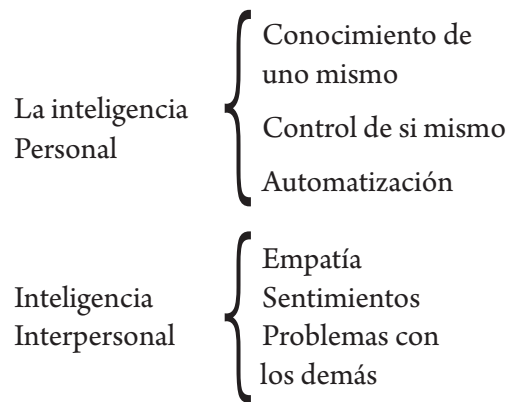 La inteligencia
Personal
Conocimiento de
uno mismo
Control de si mismo
Automatización
Inteligencia
Interpersonal
Empatía
Sentimientos
Problemas con
los demás